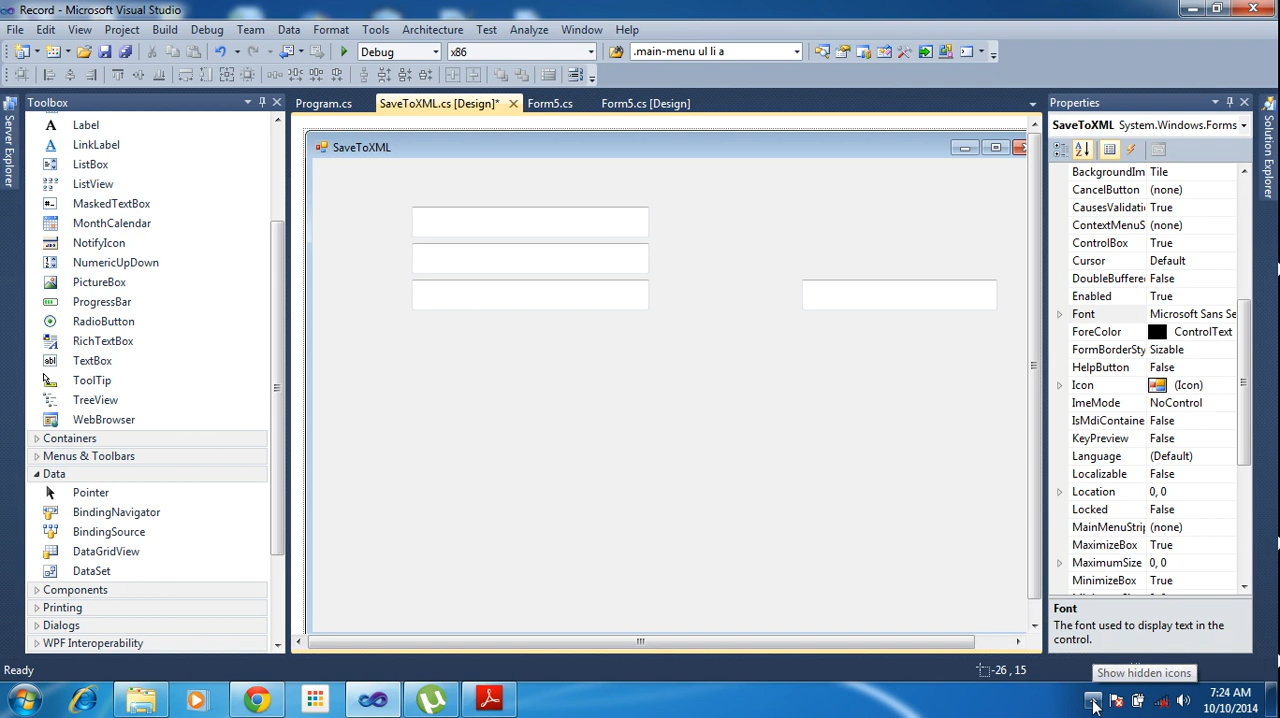 Record - Microsoft Visual Studio
File Edit View Project Build Debug Team Data Format Tools Architecture Test Analyze Window Help
Debug x86 .main-menu ul li a
Toolbox
Program.cs SaveToXML.cs [Design]* Form5.cs Form5.cs [Design]
Properties
Server Explorer
Solution Explorer
A Label
A LinkLabel
ListBox
ListView
MaskedTextBox
MonthCalendar
NotifyIcon
NumericUpDown
PictureBox
ProgressBar
RadioButton
RichTextBox
abl TextBox
ToolTip
TreeView
WebBrowser
Containers
Menus & Toolbars
Data
Pointer
BindingNavigator
BindingSource
DataGridView
DataSet
Components
Printing
Dialogs
WPF Interoperability
SaveToXML
SaveToXML System.Windows.Forms
BackgroundIm Tile
CancelButton (none)
CausesValidati True
ContextMenuS (none)
ControlBox True
Cursor Default
DoubleBuffere False
Enabled True
Font Microsoft Sans Se
ForeColor ControlText
FormBorderSty Sizable
HelpButton False
Icon (Icon)
ImeMode NoControl
IsMdiContaine False
KeyPreview False
Language (Default)
Localizable False
Location 0, 0
Locked False
MainMenuStrip (none)
MaximizeBox True
MaximumSize 0, 0
MinimizeBox True
Font
The font used to display text in the
control.
Ready
-26 , 15
Show hidden icons
7:24 AM
10/10/2014